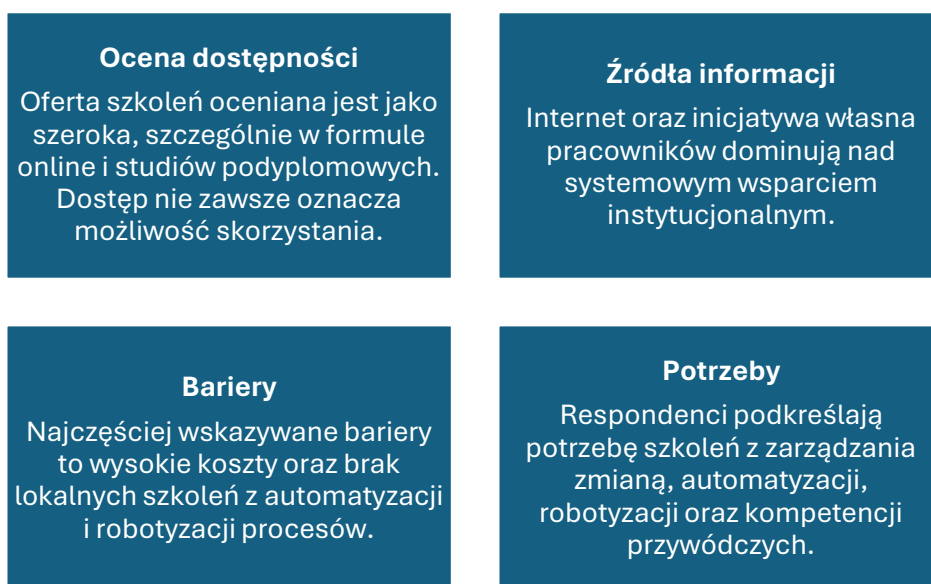 Ocena dostępności
Oferta szkoleń oceniana jest jako
szeroka, szczególnie w formule
online i studiów podyplomowych.
Dostęp nie zawsze oznacza
możliwość skorzystania.
Źródła informacji
Internet oraz inicjatywa własna
pracowników dominują nad
systemowym wsparciem
instytucjonalnym.
Bariery
Najczęściej wskazywane bariery
to wysokie koszty oraz brak
lokalnych szkoleń z automatyzacji
i robotyzacji procesów.
Potrzeby
Respondenci podkreślają
potrzebę szkoleń z zarządzania
zmianą, automatyzacji,
robotyzacji oraz kompetencji
przywódczych.